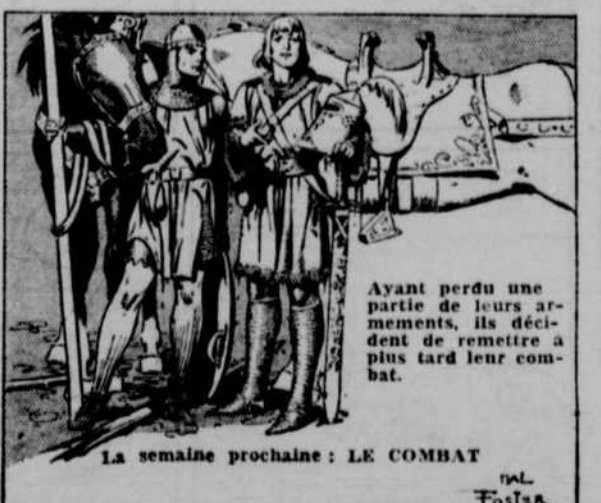 Ayant perdu une
partie de leurs ar-
mements, ils déci-
dent de remettre à
plus tard leur com-
bat.
La semaine prochaine : LE COMBAT
HAL
FOSTER